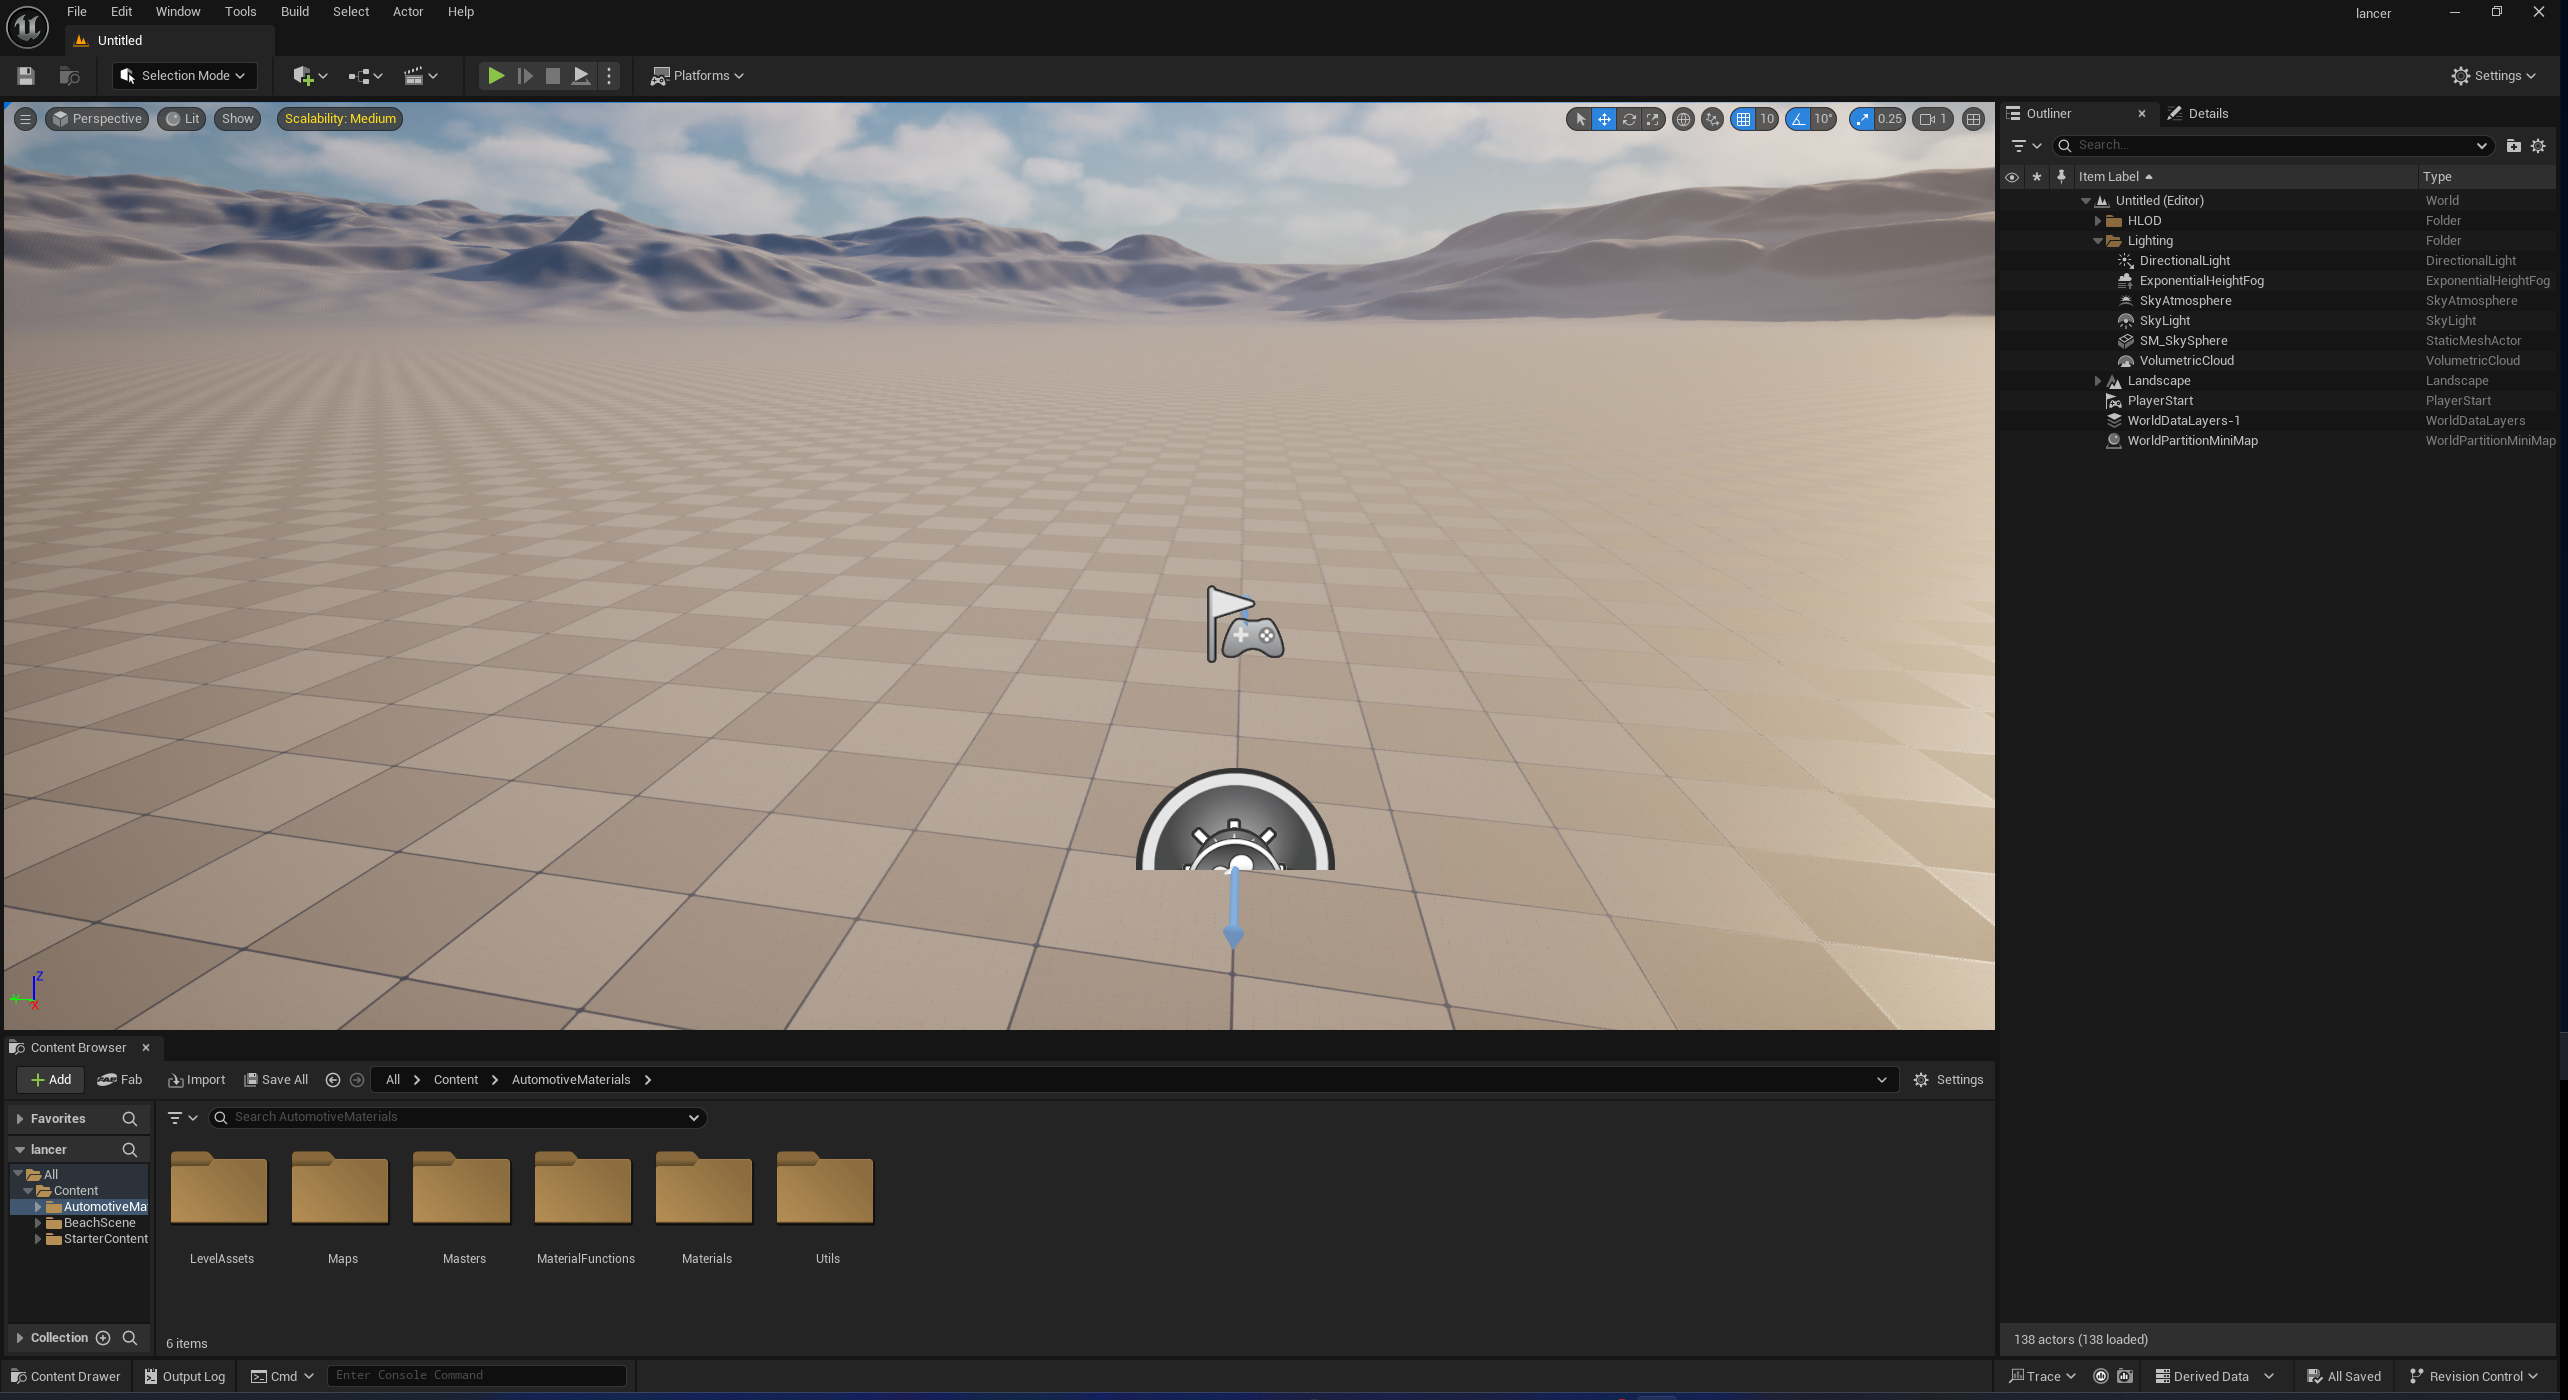 File Edit Window Tools Build Select Actor Help
lancer
Untitled
Selection Mode
Platforms
Settings
Perspective Lit Show Scalability: Medium
10 10° 0.25 1
Outliner Details
Search...
Item Label Type
Untitled (Editor) World
HLOD Folder
Lighting Folder
DirectionalLight DirectionalLight
ExponentialHeightFog ExponentialHeightFog
SkyAtmosphere SkyAtmosphere
SkyLight SkyLight
SM_SkySphere StaticMeshActor
VolumetricCloud VolumetricCloud
Landscape Landscape
PlayerStart PlayerStart
WorldDataLayers-1 WorldDataLayers
WorldPartitionMiniMap WorldPartitionMiniMap
138 actors (138 loaded)
Z
Y
X
Content Browser
Add Fab Import Save All All Content AutomotiveMaterials Settings
Favorites
Search AutomotiveMaterials
lancer
All
Content
AutomotiveMa
BeachScene
StarterContent
LevelAssets Maps Masters MaterialFunctions Materials Utils
Collection
6 items
Content Drawer Output Log Cmd Enter Console Command Trace Derived Data All Saved Revision Control